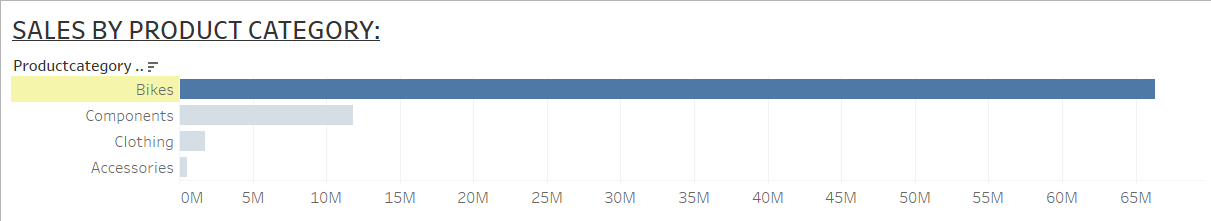 SALES BY PRODUCT CATEGORY:
Productcategory ..
Bikes
Components
Clothing
Accessories
0M 5M 10M 15M 20M 25M 30M 35M 40M 45M 50M 55M 60M 65M